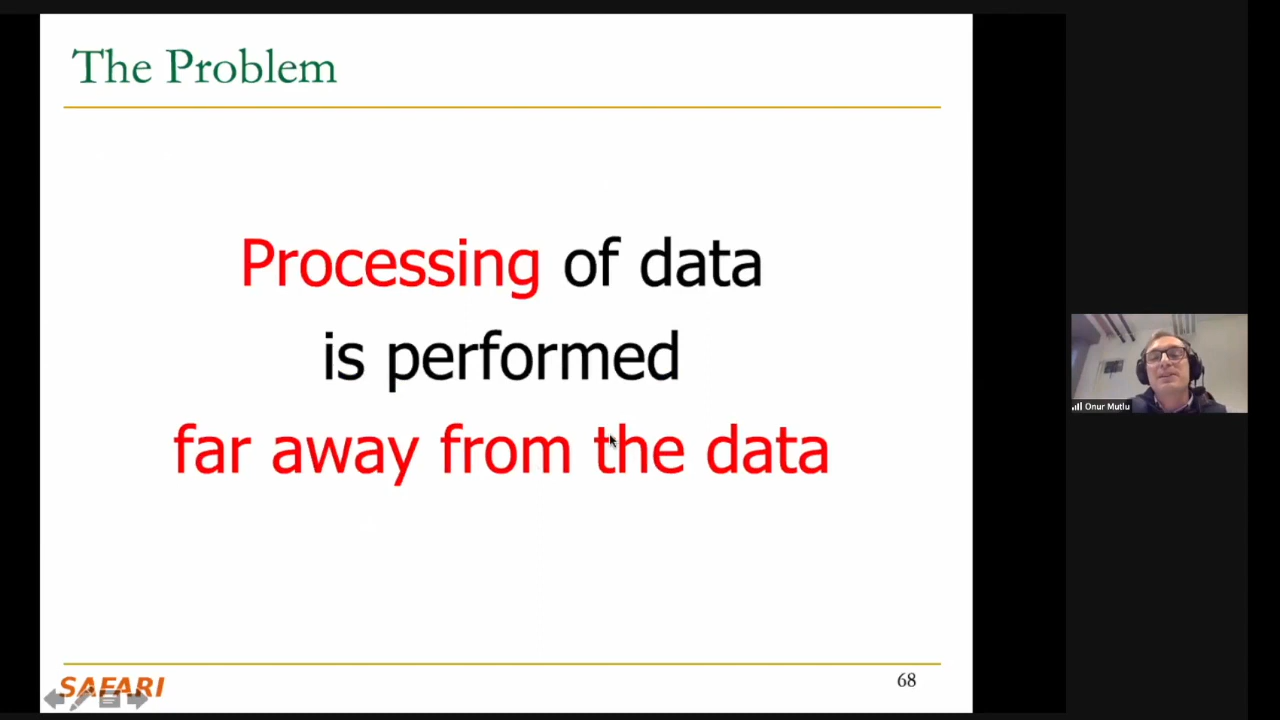 The Problem
Processing of data
is performed
far away from the data
SAFARI
68
Onur Mutlu